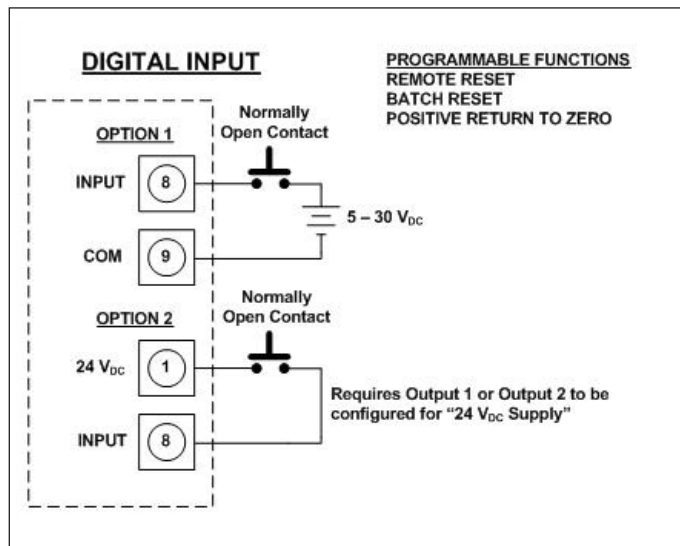 DIGITAL INPUT
PROGRAMMABLE FUNCTIONS
REMOTE RESET
BATCH RESET
POSITIVE RETURN TO ZERO
OPTION 1
Normally
Open Contact
INPUT 8
5 – 30 VDC
COM 9
OPTION 2
Normally
Open Contact
24 VDC 1
Requires Output 1 or Output 2 to be
configured for “24 VDC Supply”
INPUT 8